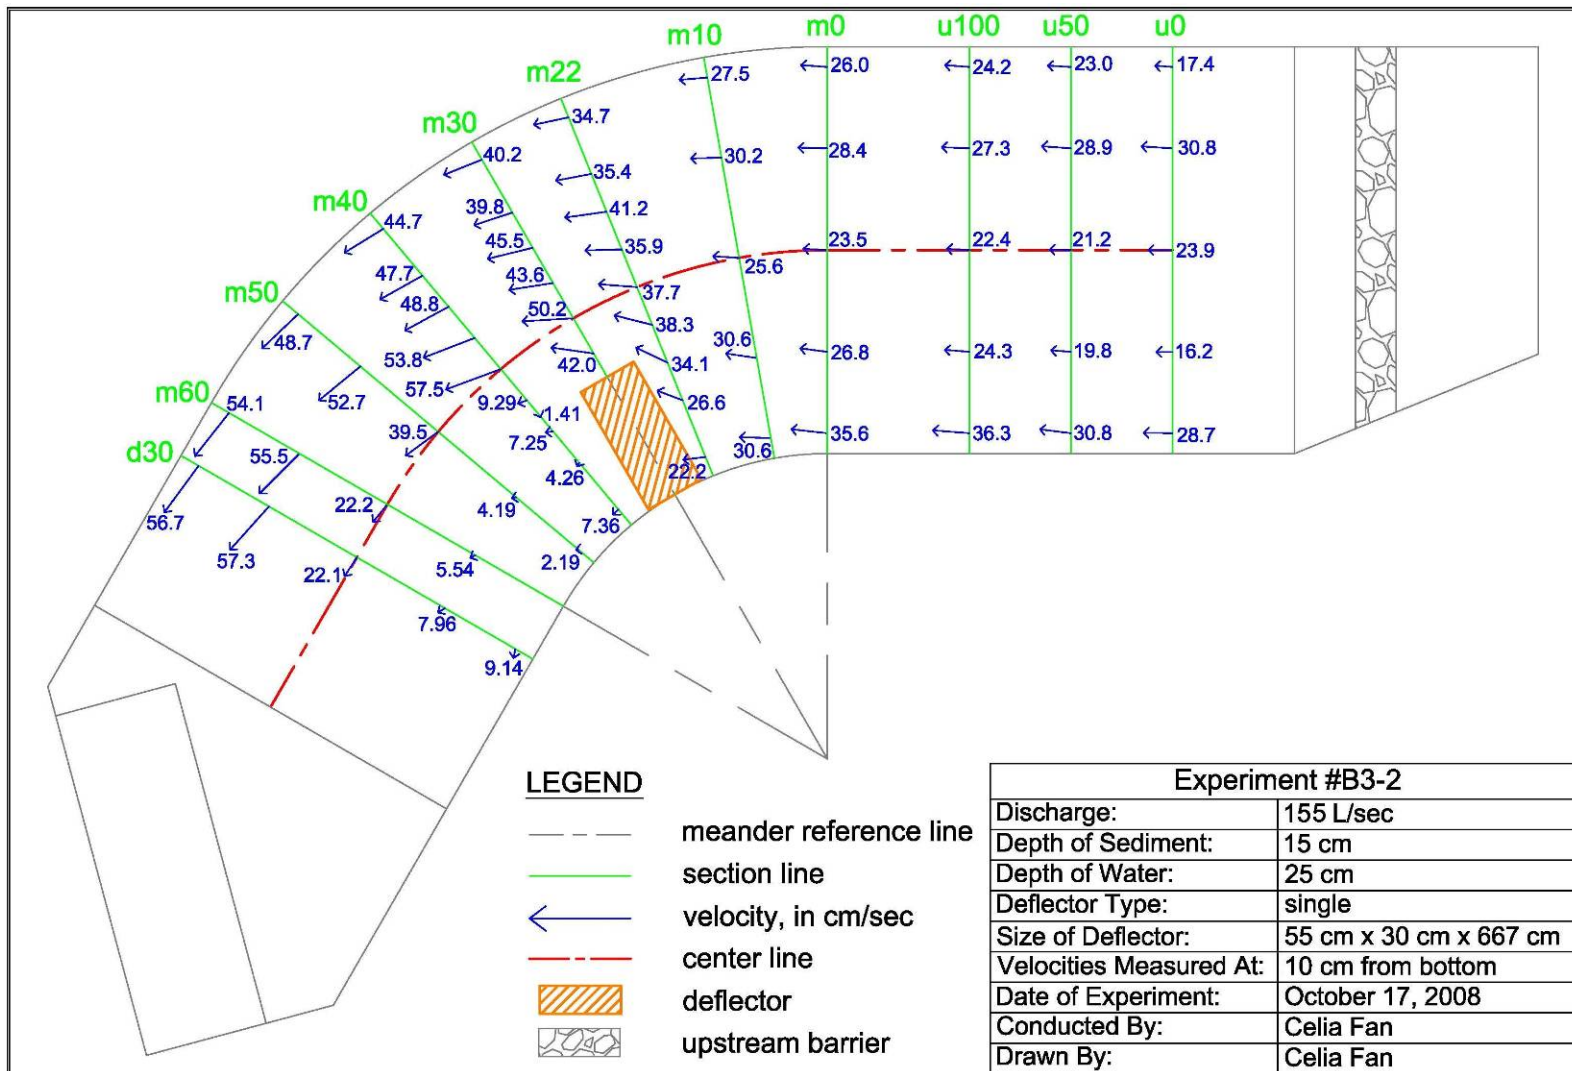 m0 u100 u50 u0
m10
m22
m30
m40
m50
m60
d30
26.0 24.2 23.0 17.4
27.5
34.7
40.2
44.7
28.4 27.3 28.9 30.8
30.2
35.4
39.8
41.2
45.5
47.7
48.8
43.6
35.9
23.5 22.4 21.2 23.9
25.6
37.7
50.2
38.3
42.0
34.1
30.6
26.8 24.3 19.8 16.2
48.7
53.8
57.5
52.7
9.29
1.41
7.25
26.6
35.6 36.3 30.8 28.7
30.6
22.2
54.1
39.5
55.5
4.26
4.19
7.36
22.2
56.7
57.3
2.19
5.54
22.1
7.96
9.14
LEGEND
meander reference line
section line
velocity, in cm/sec
center line
deflector
upstream barrier
Experiment #B3-2
Discharge: 155 L/sec
Depth of Sediment: 15 cm
Depth of Water: 25 cm
Deflector Type: single
Size of Deflector: 55 cm x 30 cm x 667 cm
Velocities Measured At: 10 cm from bottom
Date of Experiment: October 17, 2008
Conducted By: Celia Fan
Drawn By: Celia Fan